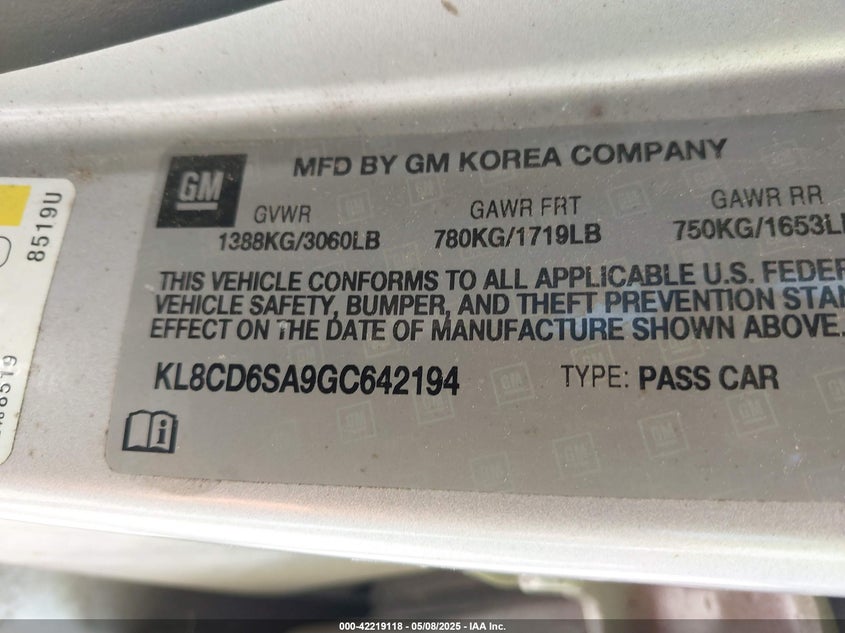 GM
MFD BY GM KOREA COMPANY
GVWR GAWR FRT GAWR RR
1388KG/3060LB 780KG/1719LB 750KG/1653L
THIS VEHICLE CONFORMS TO ALL APPLICABLE U.S. FEDER
VEHICLE SAFETY, BUMPER, AND THEFT PREVENTION STAN
EFFECT ON THE DATE OF MANUFACTURE SHOWN ABOVE.
KL8CD6SA9GC642194 TYPE: PASS CAR
8519U
8519
000-42219118 - 05/08/2025 - IAA Inc.